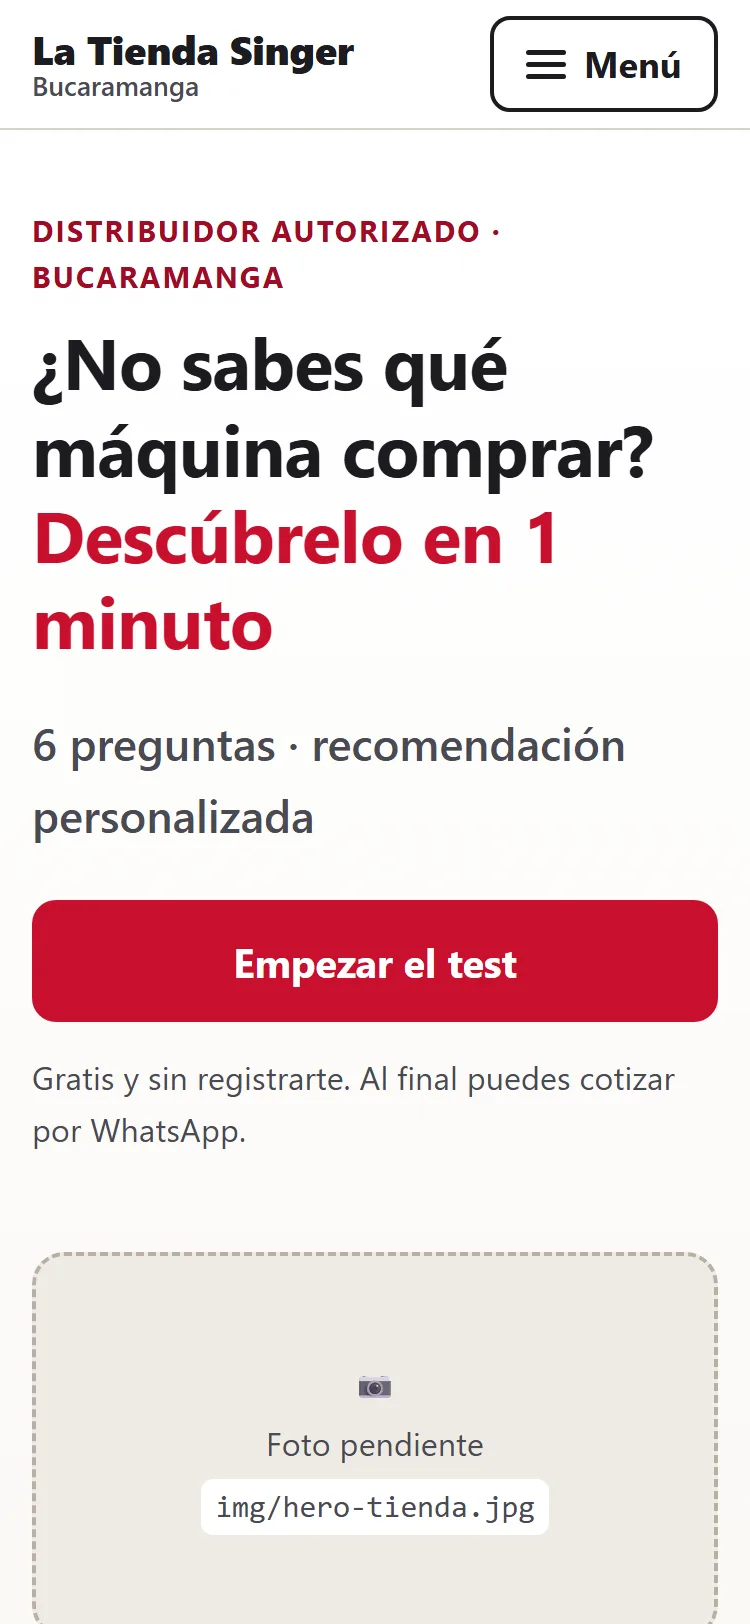 La Tienda Singer
Bucaramanga
Menú
DISTRIBUIDOR AUTORIZADO ·
BUCARAMANGA
¿No sabes qué
máquina comprar?
Descúbrelo en 1
minuto
6 preguntas · recomendación
personalizada
Empezar el test
Gratis y sin registrarte. Al final puedes cotizar
por WhatsApp.
Foto pendiente
img/hero-tienda.jpg